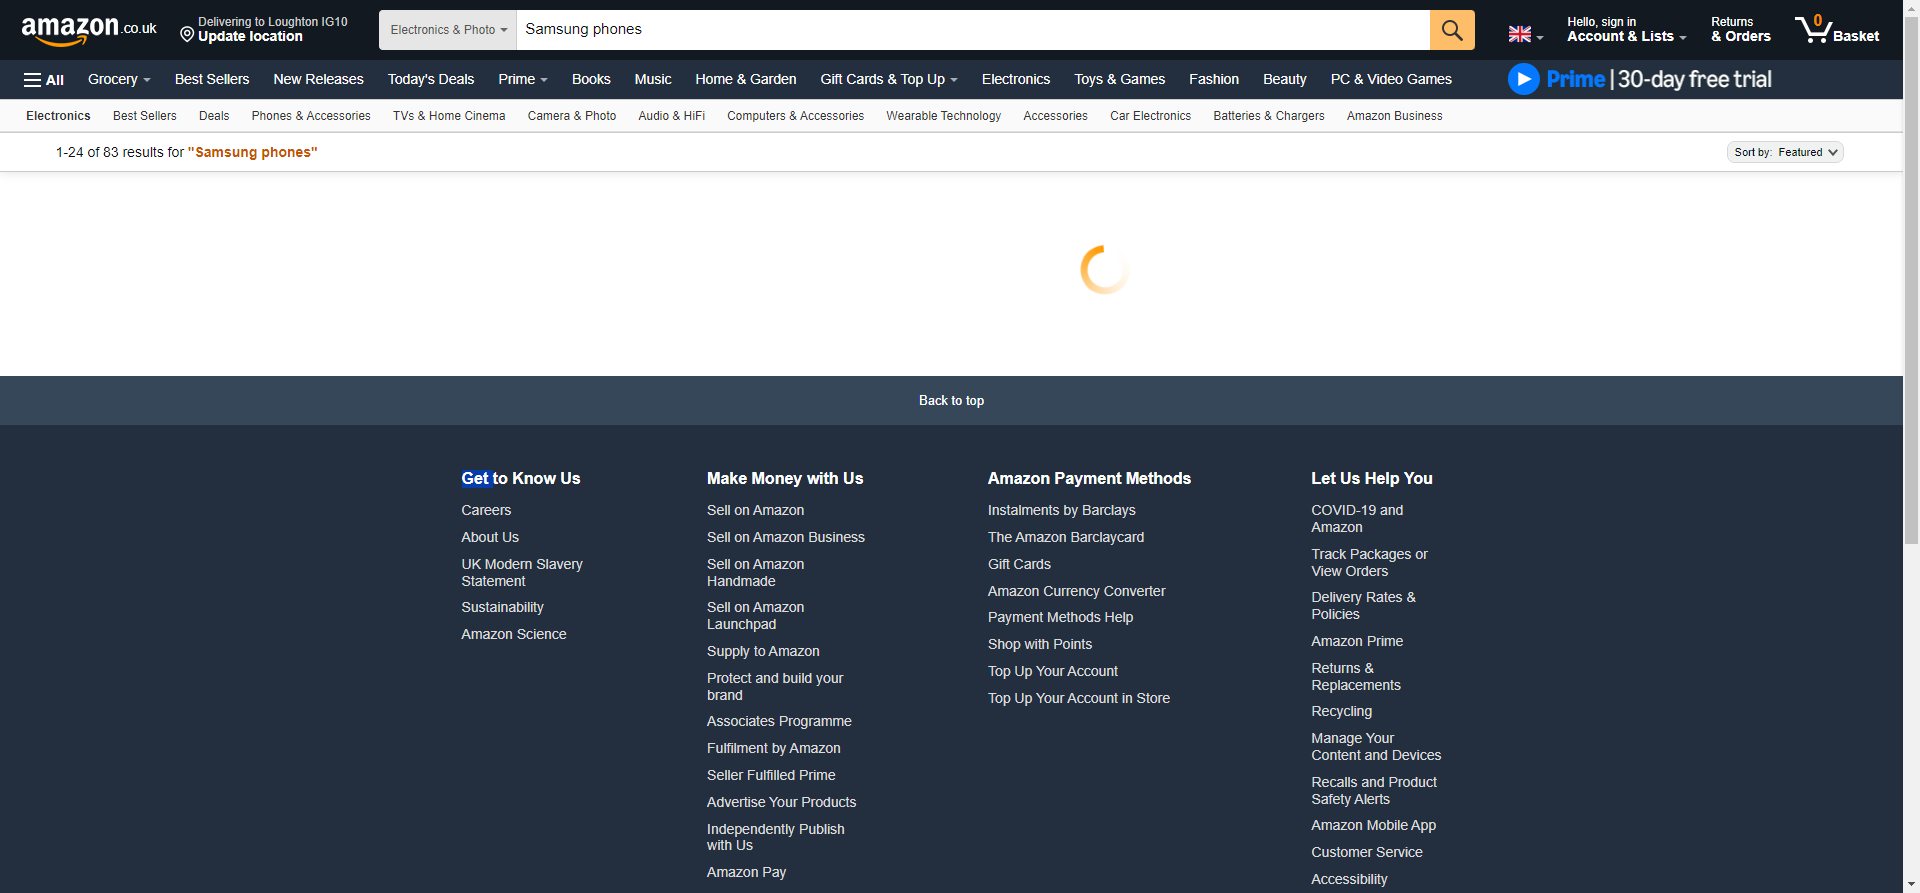 amazon.co.uk
Delivering to Loughton IG10
Update location
Electronics & Photo
Samsung phones
Hello, sign in
Account & Lists
Returns
& Orders
0
Basket
All
Grocery
Best Sellers
New Releases
Today's Deals
Prime
Books
Music
Home & Garden
Gift Cards & Top Up
Electronics
Toys & Games
Fashion
Beauty
PC & Video Games
Prime | 30-day free trial
Electronics
Best Sellers
Deals
Phones & Accessories
TVs & Home Cinema
Camera & Photo
Audio & HiFi
Computers & Accessories
Wearable Technology
Accessories
Car Electronics
Batteries & Chargers
Amazon Business
1-24 of 83 results for "Samsung phones"
Sort by: Featured
Back to top
Get to Know Us
Careers
About Us
UK Modern Slavery
Statement
Sustainability
Amazon Science
Make Money with Us
Sell on Amazon
Sell on Amazon Business
Sell on Amazon
Handmade
Sell on Amazon
Launchpad
Supply to Amazon
Protect and build your
brand
Associates Programme
Fulfilment by Amazon
Seller Fulfilled Prime
Advertise Your Products
Independently Publish
with Us
Amazon Pay
Amazon Payment Methods
Instalments by Barclays
The Amazon Barclaycard
Gift Cards
Amazon Currency Converter
Payment Methods Help
Shop with Points
Top Up Your Account
Top Up Your Account in Store
Let Us Help You
COVID-19 and
Amazon
Track Packages or
View Orders
Delivery Rates &
Policies
Amazon Prime
Returns &
Replacements
Recycling
Manage Your
Content and Devices
Recalls and Product
Safety Alerts
Amazon Mobile App
Customer Service
Accessibility